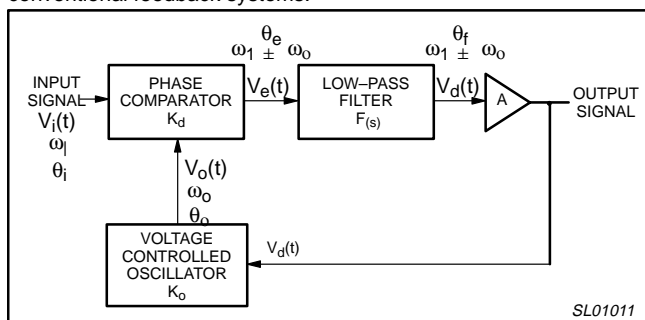 conventional feedback systems.
θe
ω1 ± ωo
θf
ω1 ± ωo
INPUT
SIGNAL
Vi(t)
ωI
θi
PHASE
COMPARATOR
Kd
Ve(t)
LOW–PASS
FILTER
F(s)
Vd(t)
A
OUTPUT
SIGNAL
Vo(t)
ωo
θo
VOLTAGE
CONTROLLED
OSCILLATOR
Ko
Vd(t)
SL01011